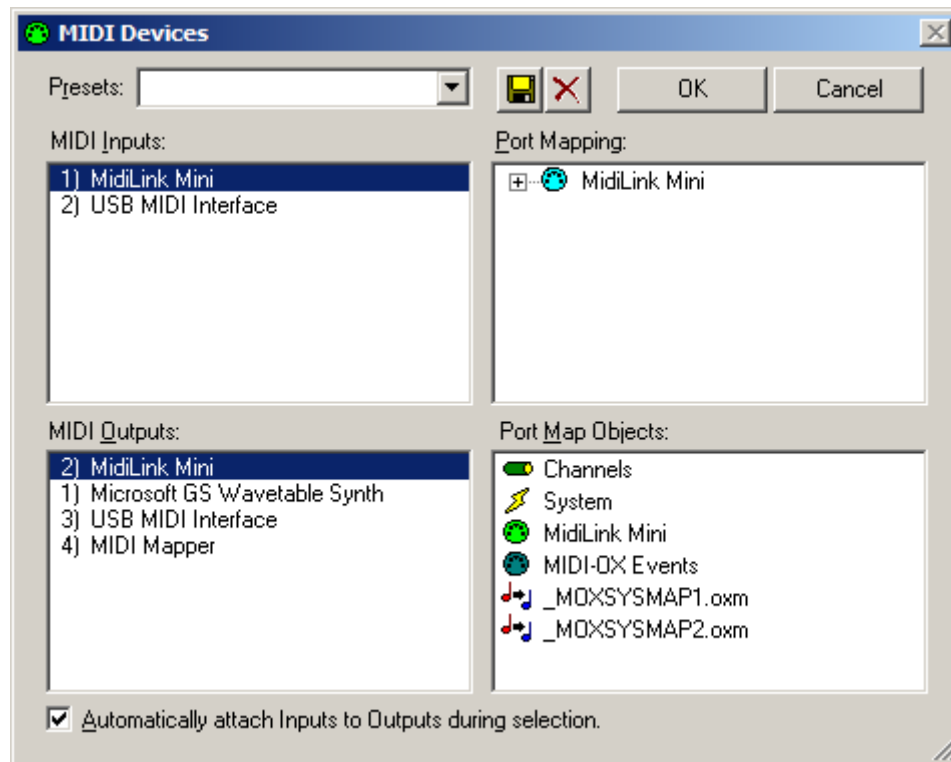 MIDI Devices
Presets:
OK
Cancel
MIDI Inputs:
1) MidiLink Mini
2) USB MIDI Interface
Port Mapping:
MidiLink Mini
MIDI Outputs:
2) MidiLink Mini
1) Microsoft GS Wavetable Synth
3) USB MIDI Interface
4) MIDI Mapper
Port Map Objects:
Channels
System
MidiLink Mini
MIDI-OX Events
_MOXSYSMAP1.oxm
_MOXSYSMAP2.oxm
Automatically attach Inputs to Outputs during selection.